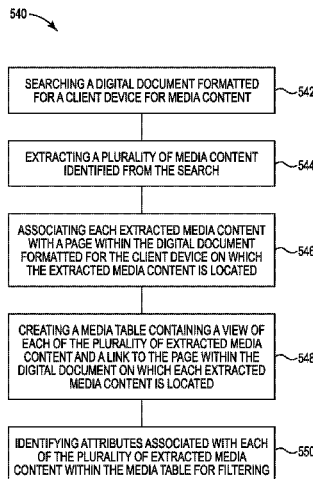 540
SEARCHING A DIGITAL DOCUMENT FORMATTED
FOR A CLIENT DEVICE FOR MEDIA CONTENT
542
EXTRACTING A PLURALITY OF MEDIA CONTENT
IDENTIFIED FROM THE SEARCH
544
ASSOCIATING EACH EXTRACTED MEDIA CONTENT
WITH A PAGE WITHIN THE DIGITAL DOCUMENT
FORMATTED FOR THE CLIENT DEVICE ON WHICH
THE EXTRACTED MEDIA CONTENT IS LOCATED
546
CREATING A MEDIA TABLE CONTAINING A VIEW OF
EACH OF THE PLURALITY OF EXTRACTED MEDIA
CONTENT AND A LINK TO THE PAGE WITHIN THE
DIGITAL DOCUMENT ON WHICH EACH EXTRACTED
MEDIA CONTENT IS LOCATED
548
IDENTIFYING ATTRIBUTES ASSOCIATED WITH EACH
OF THE PLURALITY OF EXTRACTED MEDIA
CONTENT WITHIN THE MEDIA TABLE FOR FILTERING
550